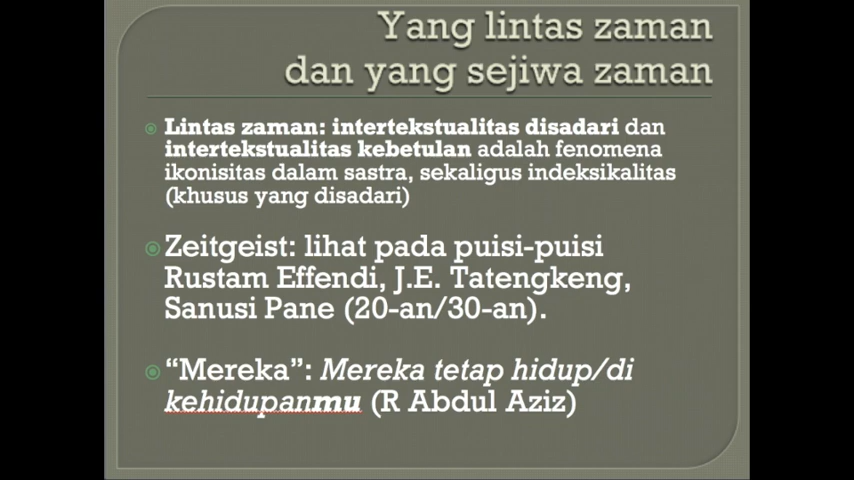 Yang lintas zaman
dan yang sejiwa zaman
Lintas zaman: intertekstualitas disadari dan
intertekstualitas kebetulan adalah fenomena
ikonisitas dalam sastra, sekaligus indeksikalitas
(khusus yang disadari)
Zeitgeist: lihat pada puisi-puisi
Rustam Effendi, J.E. Tatengkeng,
Sanusi Pane (20-an/30-an).
“Mereka”: Mereka tetap hidup/di
kehidupanmu (R Abdul Aziz)